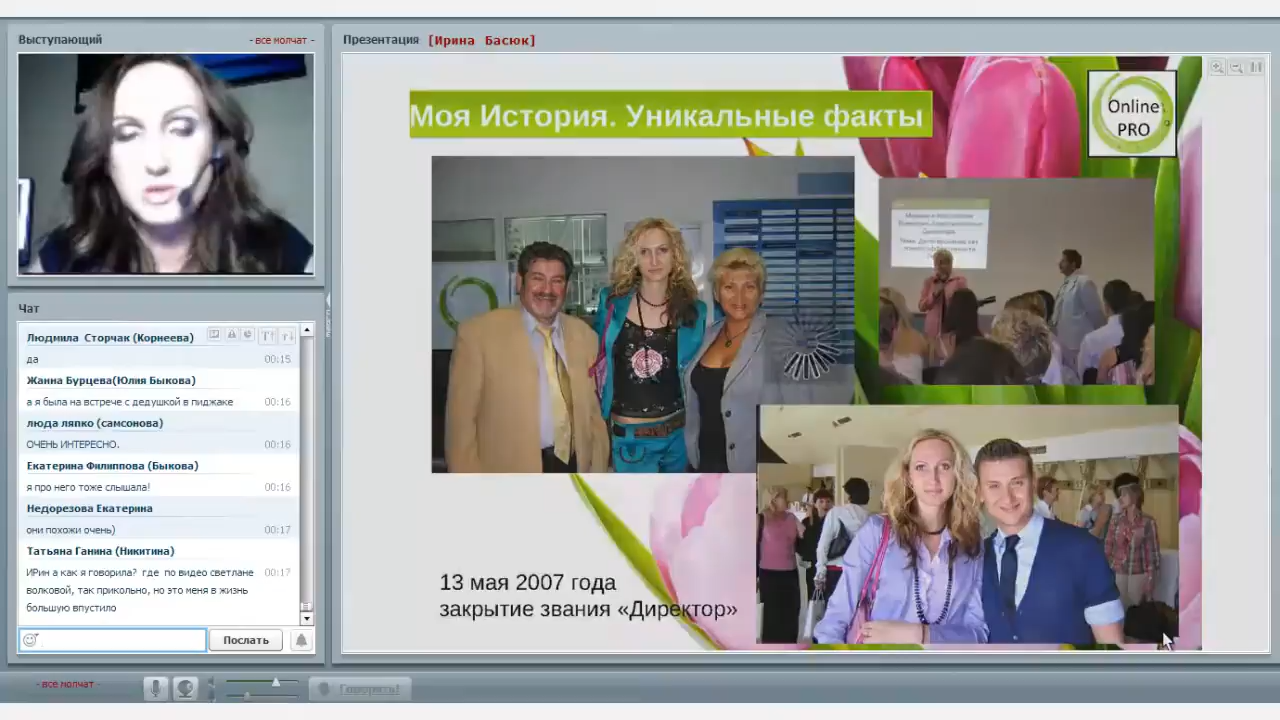 Выступающий
- все молчат -
Презентация [Ирина Басюк]
Моя История. Уникальные факты
Online
PRO
13 мая 2007 года
закрытие звания «Директор»
Чат
Людмила Сторчак (Корнеева)
да 00:15
Жанна Бурцева(Юлия Быкова)
а я была на встрече с дедушкой в пиджаке 00:16
люда ляпко (самсонова)
ОЧЕНЬ ИНТЕРЕСНО. 00:16
Екатерина Филиппова (Быкова)
я про него тоже слышала! 00:16
Недорезова Екатерина
они похожи очень) 00:17
Татьяна Ганина (Никитина)
ИРин а как я говорила? где по видео светлане 00:17
волковой, так прикольно, но это меня в жизнь
большую впустило
Послать
- все молчат -
Говорить!